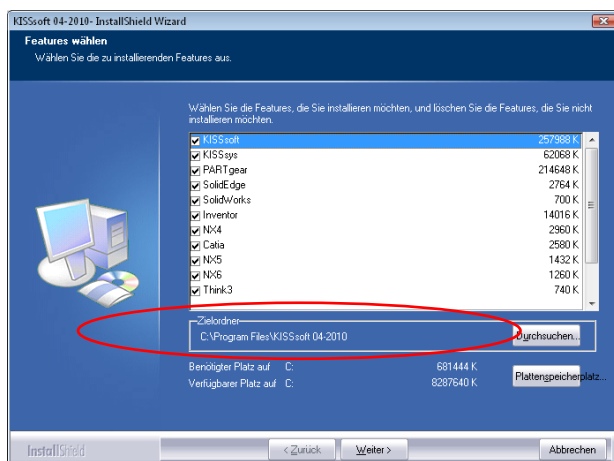 KISSsoft 04-2010- InstallShield Wizard
Features wählen
Wählen Sie die zu installierenden Features aus.
Wählen Sie die Features, die Sie installieren möchten, und löschen Sie die Features, die Sie nicht
installieren möchten.
KISSsoft 257988 K
KISSsys 62068 K
PARTgear 214648 K
SolidEdge 2764 K
SolidWorks 700 K
Inventor 14016 K
NX4 2960 K
Catia 2580 K
NX5 1432 K
NX6 1260 K
Think3 740 K
Zielordner
C:\Program Files\KISSsoft 04-2010
Durchsuchen...
Benötigter Platz auf C: 681444 K
Verfügbarer Platz auf C: 8287640 K
Plattenspeicherplatz...
InstallShield
< Zurück
Weiter >
Abbrechen